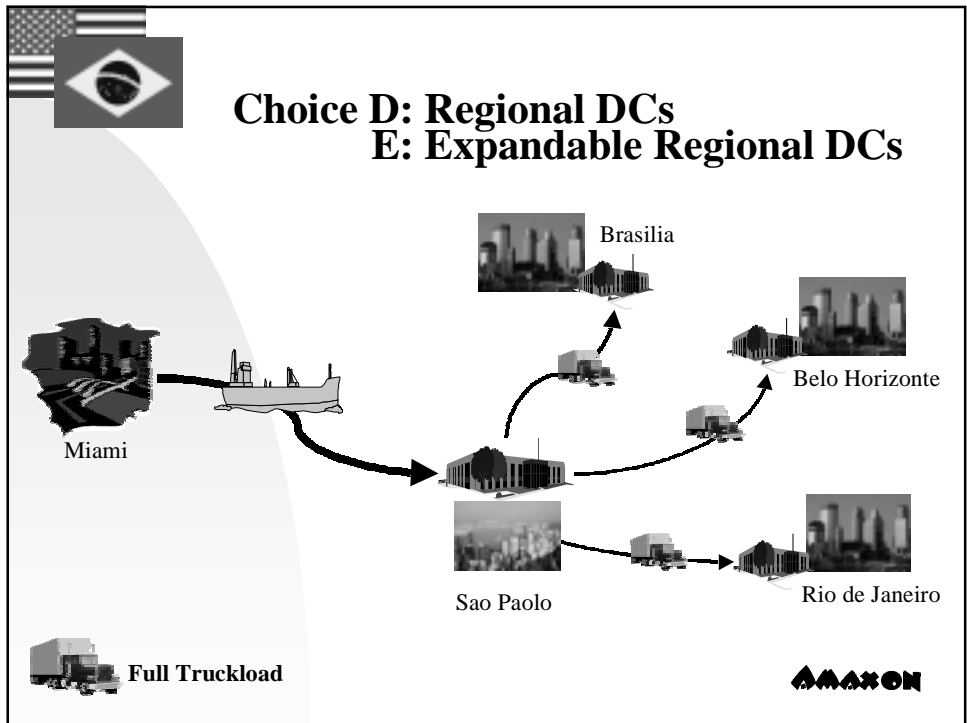 Choice D: Regional DCs
E: Expandable Regional DCs
Brasilia
Belo Horizonte
Miami
Sao Paolo
Rio de Janeiro
Full Truckload
AMAXON